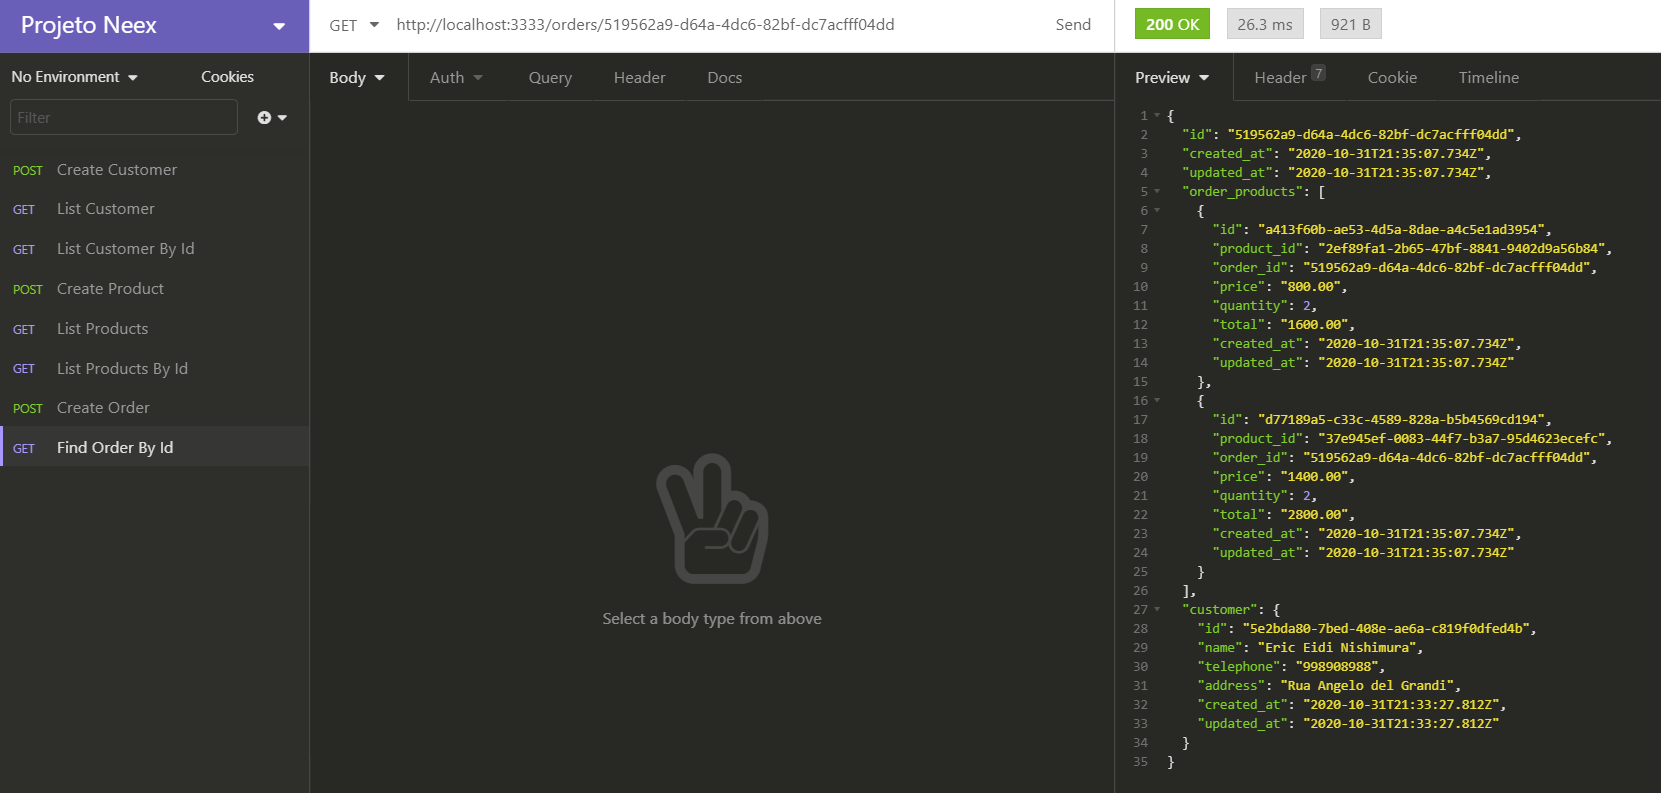 Projeto Neex
No Environment
Cookies
Filter
POST Create Customer
GET List Customer
GET List Customer By Id
POST Create Product
GET List Products
GET List Products By Id
POST Create Order
GET Find Order By Id
GET http://localhost:3333/orders/519562a9-d64a-4dc6-82bf-dc7acfff04dd Send
Body Auth Query Header Docs
Select a body type from above
200 OK 26.3 ms 921 B
Preview Header 7 Cookie Timeline
1 {
2 "id": "519562a9-d64a-4dc6-82bf-dc7acfff04dd",
3 "created_at": "2020-10-31T21:35:07.734Z",
4 "updated_at": "2020-10-31T21:35:07.734Z",
5 "order_products": [
6 {
7 "id": "a413f60b-ae53-4d5a-8dae-a4c5e1ad3954",
8 "product_id": "2ef89fa1-2b65-47bf-8841-9402d9a56b84",
9 "order_id": "519562a9-d64a-4dc6-82bf-dc7acfff04dd",
10 "price": "800.00",
11 "quantity": 2,
12 "total": "1600.00",
13 "created_at": "2020-10-31T21:35:07.734Z",
14 "updated_at": "2020-10-31T21:35:07.734Z"
15 },
16 {
17 "id": "d77189a5-c33c-4589-828a-b5b4569cd194",
18 "product_id": "37e945ef-0083-44f7-b3a7-95d4623ecefc",
19 "order_id": "519562a9-d64a-4dc6-82bf-dc7acfff04dd",
20 "price": "1400.00",
21 "quantity": 2,
22 "total": "2800.00",
23 "created_at": "2020-10-31T21:35:07.734Z",
24 "updated_at": "2020-10-31T21:35:07.734Z"
25 }
26 ],
27 "customer": {
28 "id": "5e2bda80-7bed-408e-ae6a-c819f0dfed4b",
29 "name": "Eric Eidi Nishimura",
30 "telephone": "998908988",
31 "address": "Rua Angelo del Grandi",
32 "created_at": "2020-10-31T21:33:27.812Z",
33 "updated_at": "2020-10-31T21:33:27.812Z"
34 }
35 }